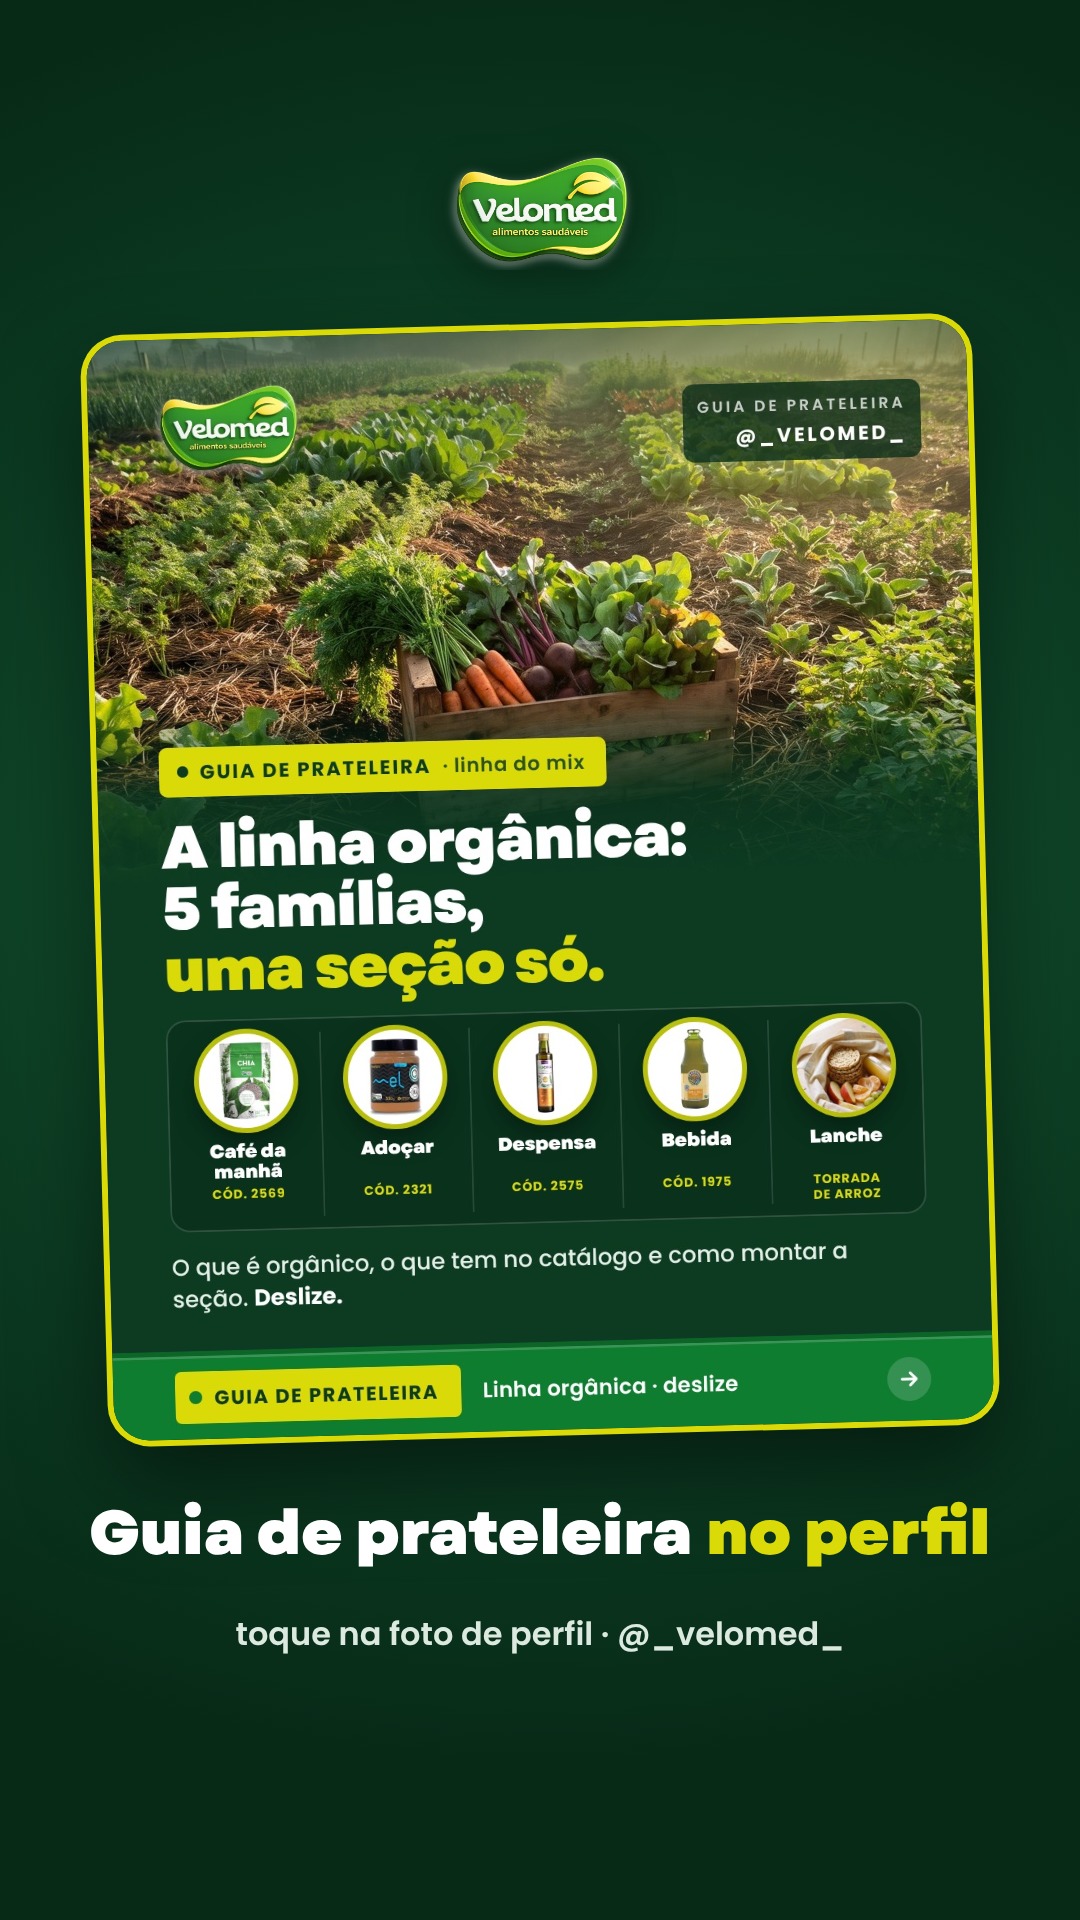 Velomed
alimentos saudáveis
Velomed
alimentos saudáveis
GUIA DE PRATELEIRA
@_VELOMED_
GUIA DE PRATELEIRA · linha do mix
A linha orgânica:
5 famílias,
uma seção só.
CHIA
mel
Café da
manhã
CÓD. 2569
Adoçar
CÓD. 2321
Despensa
CÓD. 2575
Bebida
CÓD. 1975
Lanche
TORRADA
DE ARROZ
O que é orgânico, o que tem no catálogo e como montar a
seção. Deslize.
GUIA DE PRATELEIRA
Linha orgânica · deslize
Guia de prateleira no perfil
toque na foto de perfil · @_velomed_